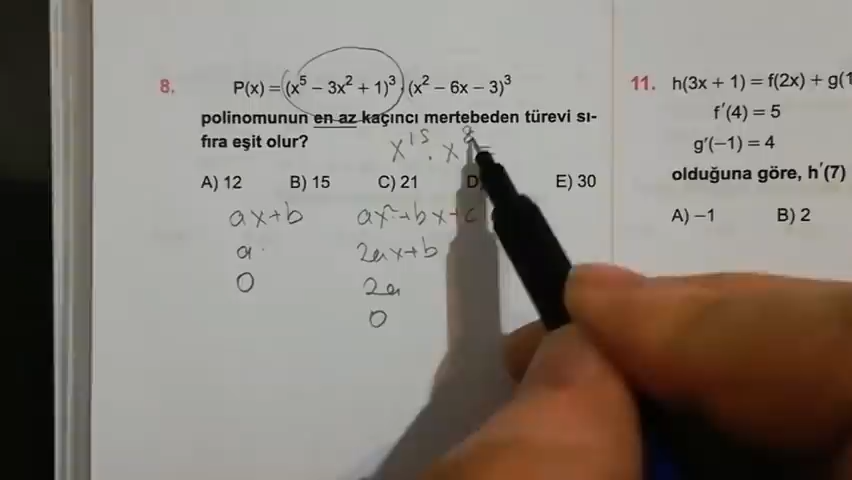 8. P(x) = (x⁵ − 3x² + 1)³ · (x² − 6x − 3)³
polinomunun en az kaçıncı mertebeden türevi sı-
fıra eşit olur?
x¹⁵ · x
A) 12 B) 15 C) 21 D) E) 30
ax+b ax²+bx+c
a 2ax+b
0 2a
0
11. h(3x + 1) = f(2x) + g(1
f'(4) = 5
g'(−1) = 4
olduğuna göre, h'(7)
A) −1 B) 2